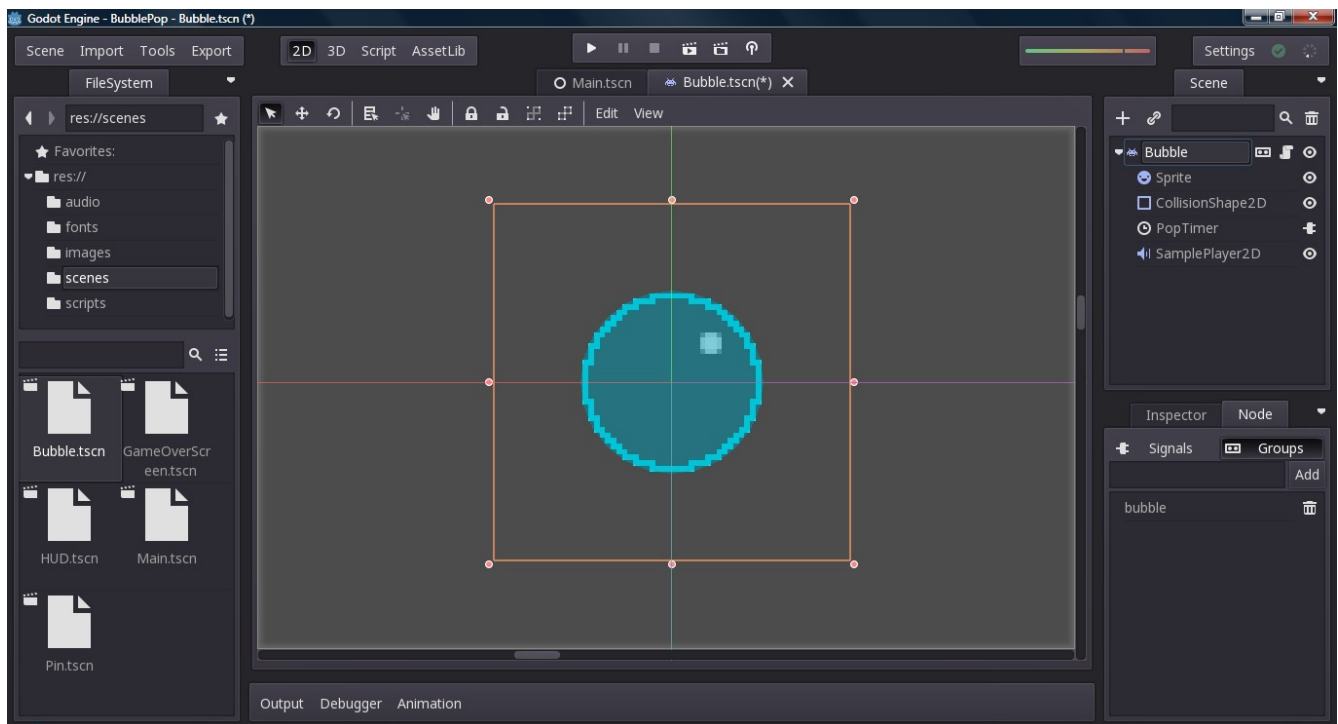 Godot Engine - BubblePop - Bubble.tscn (*)
Scene Import Tools Export 2D 3D Script AssetLib Settings
FileSystem Main.tscn Bubble.tscn(*) Scene
res://scenes Edit View
Favorites:
res://
audio
fonts
images
scenes
scripts
Bubble
Sprite
CollisionShape2D
PopTimer
SamplePlayer2D
Bubble.tscn GameOverScr
een.tscn
HUD.tscn Main.tscn
Pin.tscn
Inspector Node
Signals Groups
Add
bubble
Output Debugger Animation